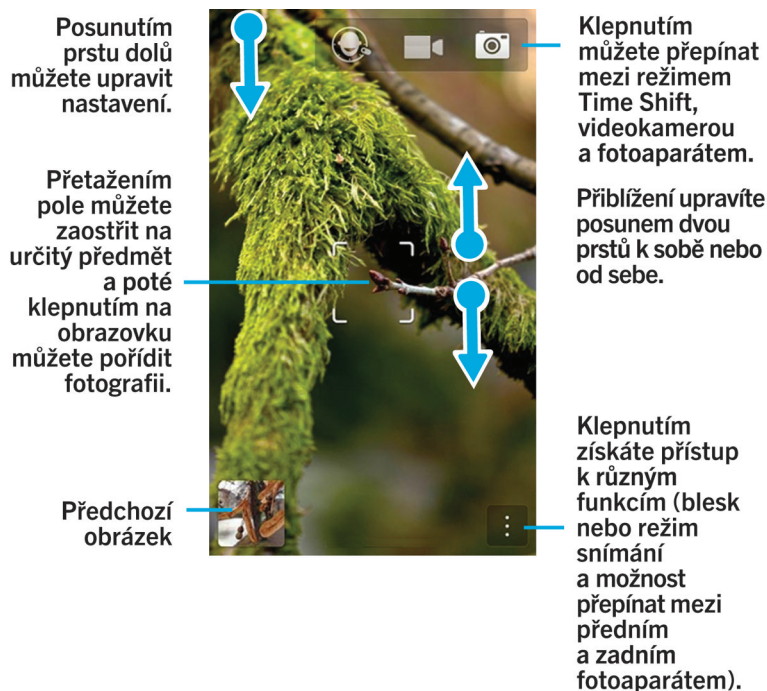 Posunutím
prstu dolů
můžete upravit
nastavení.
Přetažením
pole můžete
zaostřit na
určitý předmět
a poté
klepnutím na
obrazovku
můžete pořídit
fotografii.
Předchozí
obrázek
Klepnutím
můžete přepínat
mezi režimem
Time Shift,
videokamerou
a fotoaparátem.
Přiblížení upravíte
posunem dvou
prstů k sobě nebo
od sebe.
Klepnutím
získáte přístup
k různým
funkcím (blesk
nebo režim
snímání
a možnost
přepínat mezi
předním
a zadním
fotoaparátem).